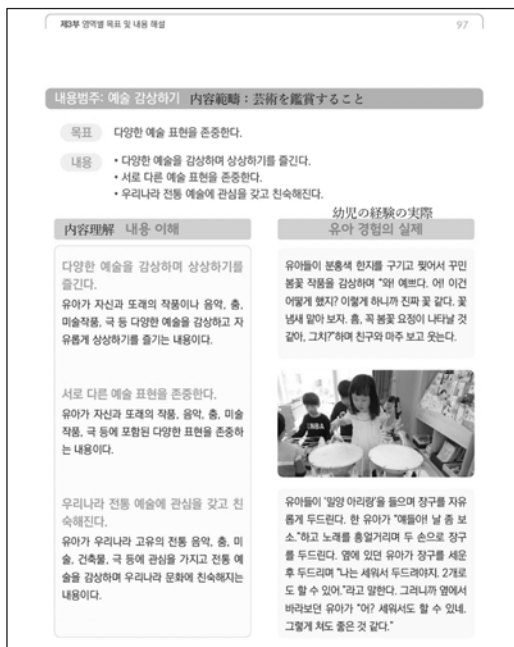 제3부 영역별 목표 및 내용 해설
97
내용범주: 예술 감상하기 内容範疇：芸術を鑑賞すること
목표 다양한 예술 표현을 존중한다.
내용 • 다양한 예술을 감상하며 상상하기를 즐긴다.
• 서로 다른 예술 표현을 존중한다.
• 우리나라 전통 예술에 관심을 갖고 친숙해진다.
内容理解 내용 이해
다양한 예술을 감상하며 상상하기를
즐긴다.
유아가 자신과 또래의 작품이나 음악, 춤,
미술작품, 극 등 다양한 예술을 감상하고 자
유롭게 상상하기를 즐기는 내용이다.
서로 다른 예술 표현을 존중한다.
유아가 자신과 또래의 작품, 음악, 춤, 미술
작품, 극 등에 포함된 다양한 표현을 존중하
는 내용이다.
우리나라 전통 예술에 관심을 갖고 친
숙해진다.
유아가 우리나라 고유의 전통 음악, 춤, 미
술, 건축물, 극 등에 관심을 가지고 전통 예
술을 감상하며 우리나라 문화에 친숙해지는
내용이다.
幼児の経験の実際
유아 경험의 실제
유아들이 분홍색 한지를 구기고 찢어서 꾸민
봄꽃 작품을 감상하며 "와! 예쁘다. 어! 이건
어떻게 했지? 이렇게 하니까 진짜 꽃 같다. 꽃
냄새 맡아 보자. 흠, 꼭 봄꽃 요정이 나타날 것
같아, 그치?"하며 친구와 마주 보고 웃는다.
유아들이 '밀양 아리랑'을 들으며 장구를 자유
롭게 두드린다. 한 유아가 "얘들아! 날 좀 보
소."하고 노래를 흥얼거리며 두 손으로 장구
를 두드린다. 옆에 있던 유아가 장구를 세운
후 두드리며 "나는 세워서 두드려야지. 2개로
도 할 수 있어."라고 말한다. 그러니까 옆에서
바라보던 유아가 "어? 세워서도 할 수 있네.
그렇게 쳐도 좋은 것 같다."